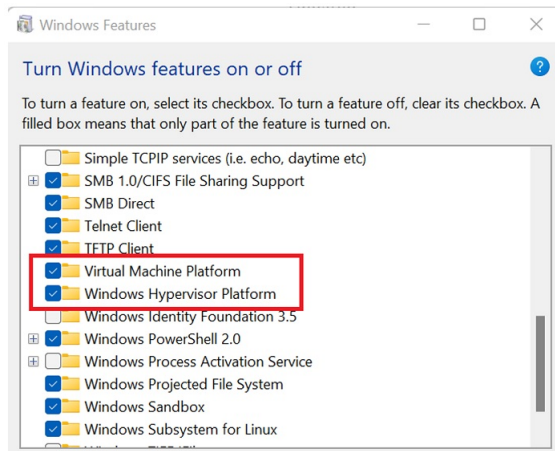 Windows Features
Turn Windows features on or off
?
To turn a feature on, select its checkbox. To turn a feature off, clear its checkbox. A
filled box means that only part of the feature is turned on.
Simple TCPIP services (i.e. echo, daytime etc)
SMB 1.0/CIFS File Sharing Support
SMB Direct
Telnet Client
TFTP Client
Virtual Machine Platform
Windows Hypervisor Platform
Windows Identity Foundation 3.5
Windows PowerShell 2.0
Windows Process Activation Service
Windows Projected File System
Windows Sandbox
Windows Subsystem for Linux